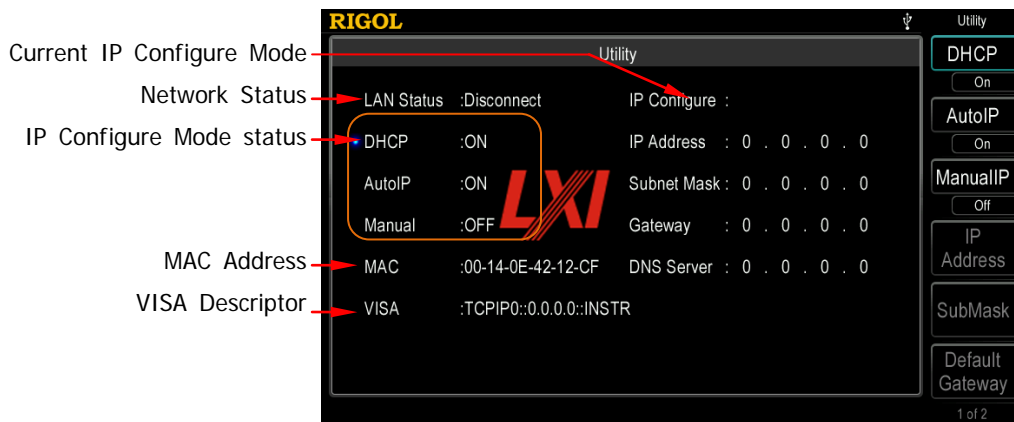 RIGOL
Utility
Utility
Current IP Configure Mode
Network Status
IP Configure Mode status
MAC Address
VISA Descriptor
LAN Status :Disconnect
DHCP :ON
AutoIP :ON
Manual :OFF
MAC :00-14-0E-42-12-CF
VISA :TCPIP0::0.0.0.0::INSTR
LXI
IP Configure :
IP Address : 0 . 0 . 0 . 0
Subnet Mask : 0 . 0 . 0 . 0
Gateway : 0 . 0 . 0 . 0
DNS Server : 0 . 0 . 0 . 0
DHCP
On
AutoIP
On
ManualIP
Off
IP
Address
SubMask
Default
Gateway
1 of 2